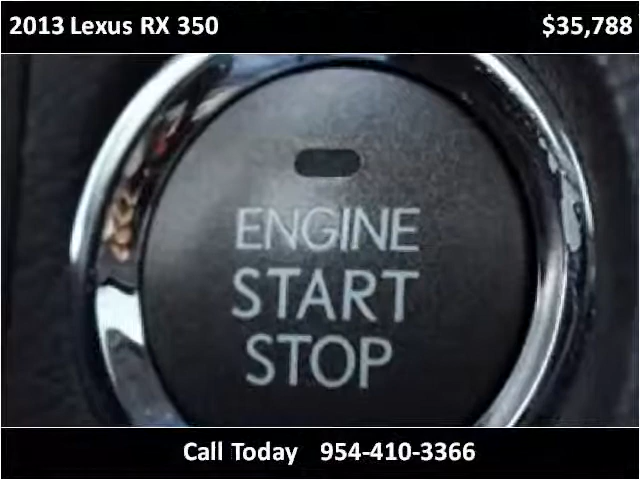 2013 Lexus RX 350 $35,788
ENGINE
START
STOP
Call Today 954-410-3366